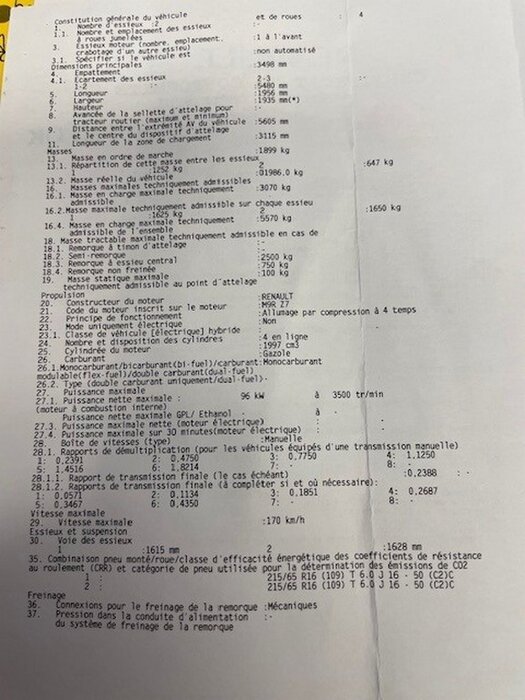 Constitution générale du véhicule
1. Nombre d'essieux :2 et de roues : 4
1.1. Nombre et emplacement des essieux :-
à roues jumelées
3. Essieux moteur (nombre, emplacement, :1 à l'avant
crabotage d'un autre essieu)
3.1. Spécifier si le véhicule est :non automatisé
Dimensions principales
4. Empattement :3498 mm
4.1. Ecartement des essieux
1-2 :- 2-3 :-
5. Longueur :5480 mm
6. Largeur :1956 mm
7. Hauteur :1935 mm(*)
8. Avancée de la sellette d'attelage pour :-
tracteur routier (maximum et minimum)
9. Distance entre l'extrémité AV du véhicule :5605 mm
et le centre du dispositif d'attelage
11. Longueur de la zone de chargement :3115 mm
Masses
13. Masse en ordre de marche :1899 kg
13.1. Répartition de cette masse entre les essieux
1 1252 kg 2 :647 kg
13.2. Masse réelle du véhicule :01986.0 kg
16. Masses maximales techniquement admissibles
16.1. Masse en charge maximale techniquement :3070 kg
admissible
16.2.Masse maximale techniquement admissible sur chaque essieu
1 :1625 kg 2 :1650 kg
16.4. Masse en charge maximale techniquement :5570 kg
admissible de l'ensemble
18. Masse tractable maximale techniquement admissible en cas de
18.1. Remorque à timon d'attelage :-
18.2. Semi-remorque :-
18.3. Remorque à essieu central :2500 kg
18.4. Remorque non freinée :750 kg
19. Masse statique maximale :100 kg
techniquement admissible au point d'attelage
Propulsion
20. Constructeur du moteur :RENAULT
21. Code du moteur inscrit sur le moteur :M9R Z7
22. Principe de fonctionnement :Allumage par compression à 4 temps
23. Mode uniquement électrique :Non
23.1. Classe de véhicule [électrique] hybride :-
24. Nombre et disposition des cylindres :4 en ligne
25. Cylindrée du moteur :1997 cm3
26. Carburant :Gazole
26.1.Monocarburant/bicarburant(bi-fuel)/carburant:Monocarburant
modulable(flex-fuel)/double carburant(dual-fuel)
26.2. Type (double carburant uniquement/dual-fuel)-
27. Puissance maximale
27.1. Puissance nette maximale : 96 kW à 3500 tr/min
(moteur à combustion interne)
Puissance nette maximale GPL/ Ethanol - à -
27.3. Puissance maximale nette (moteur électrique) : -
27.4. Puissance maximale sur 30 minutes(moteur électrique) : -
28. Boîte de vitesses (type) :Manuelle
28.1. Rapports de démultiplication (pour les véhicules équipés d'une transmission manuelle)
1: 0.2391 2: 0.4750 3: 0.7750 4: 1.1250
5: 1.4516 6: 1.8214 7: - 8: -
28.1.1. Rapport de transmission finale (le cas échéant) :0.2388 : -
28.1.2. Rapports de transmission finale (à compléter si et où nécessaire):
1: 0.0571 2: 0.1134 3: 0.1851 4: 0.2687
5: 0.3467 6: 0.4350 7: - 8: -
Vitesse maximale
29. Vitesse maximale :170 km/h
Essieux et suspension
30. Voie des essieux
1 :1615 mm 2 :1628 mm
35. Combinaison pneu monté/roue/classe d'efficacité énergétique des coefficients de résistance
au roulement (CRR) et catégorie de pneu utilisée pour la détermination des émissions de CO2
1 : 215/65 R16 (109) T 6.0 J 16 - 50 (C2)C
2 : 215/65 R16 (109) T 6.0 J 16 - 50 (C2)C
Freinage
36. Connexions pour le freinage de la remorque :Mécaniques
37. Pression dans la conduite d'alimentation :-
du système de freinage de la remorque